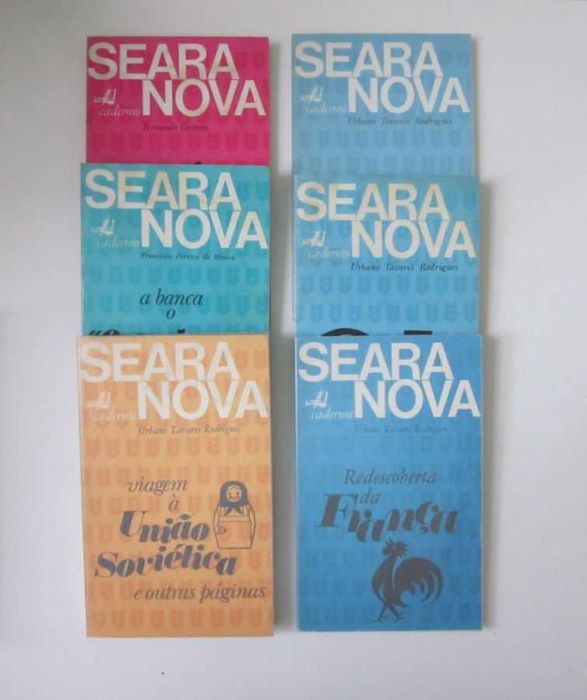 SEARA
NOVA
cadernos
Fernando Correia
SEARA
NOVA
cadernos
Urbano Tavares Rodrigues
SEARA
NOVA
cadernos
Francisco Pereira de Moura
a banca
o
SEARA
NOVA
cadernos
Urbano Tavares Rodrigues
SEARA
NOVA
cadernos
Urbano Tavares Rodrigues
viagem
à
União
Soviética
e outras páginas
SEARA
NOVA
cadernos
Urbano Tavares Rodrigues
Redescoberta
da
França